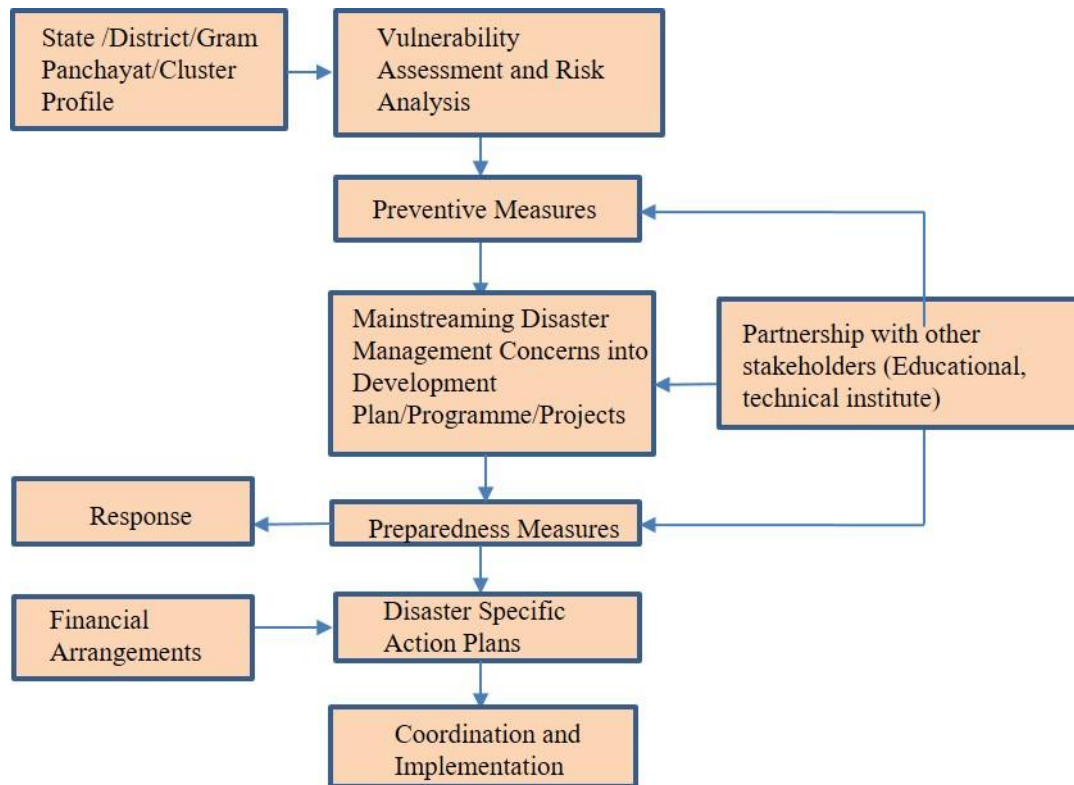 State /District/Gram
Panchayat/Cluster
Profile
Vulnerability
Assessment and Risk
Analysis
Preventive Measures
Mainstreaming Disaster
Management Concerns into
Development
Plan/Programme/Projects
Partnership with other
stakeholders (Educational,
technical institute)
Response
Preparedness Measures
Financial
Arrangements
Disaster Specific
Action Plans
Coordination and
Implementation